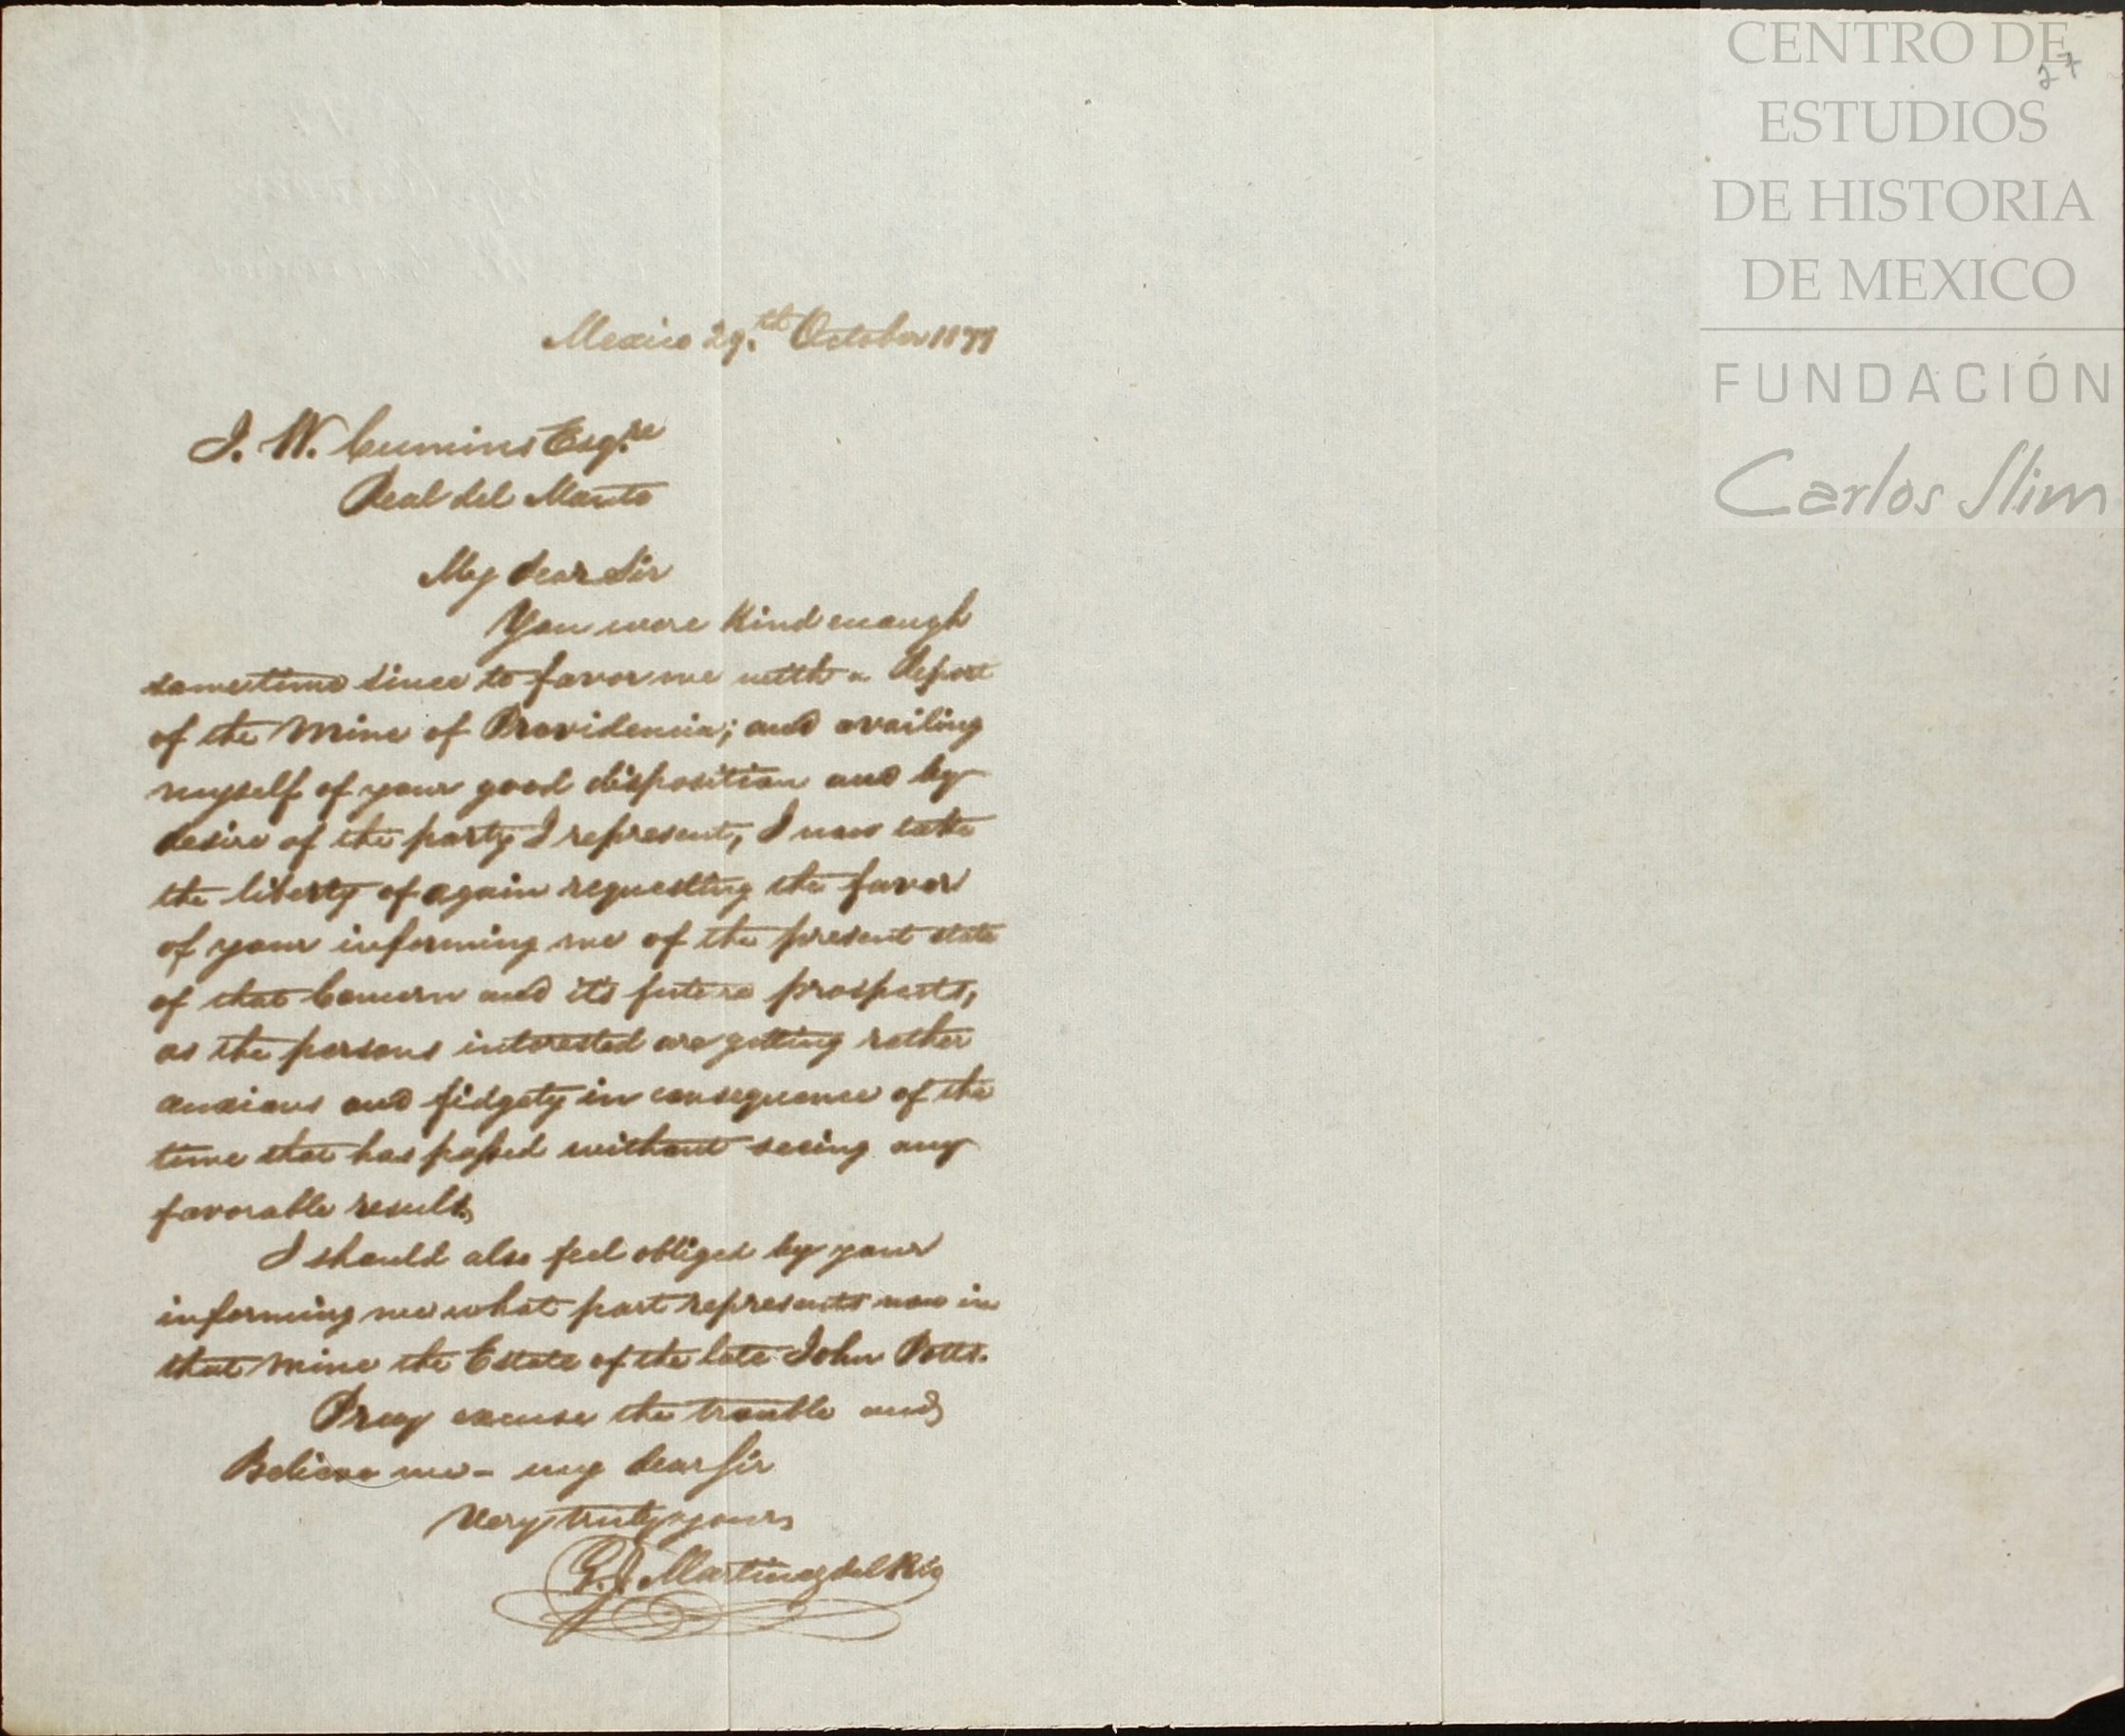 CENTRO DE
ESTUDIOS
DE HISTORIA
DE MEXICO
FUNDACIÓN
Carlos Slim
27
Mexico 29.th October 1877
J. W. Cumins Esq.re
Real del Monte
My dear Sir
You were kind enough
sometime since to favor me with a Report
of the Mine of Providencia; and availing
myself of your good disposition and by
desire of the party I represent, I now take
the liberty of again requesting the favor
of your informing me of the present state
of that Concern and it's future prospects,
as the persons interested are getting rather
anxious and fidgety in consequence of the
time that has passed without seeing any
favorable result.
I should also feel obliged by your
informing me what part represents now in
that Mine the Estate of the late John Potts.
Pray excuse the trouble and
Believe me - my dear Sir
Very truly yours
Martinez del Rio